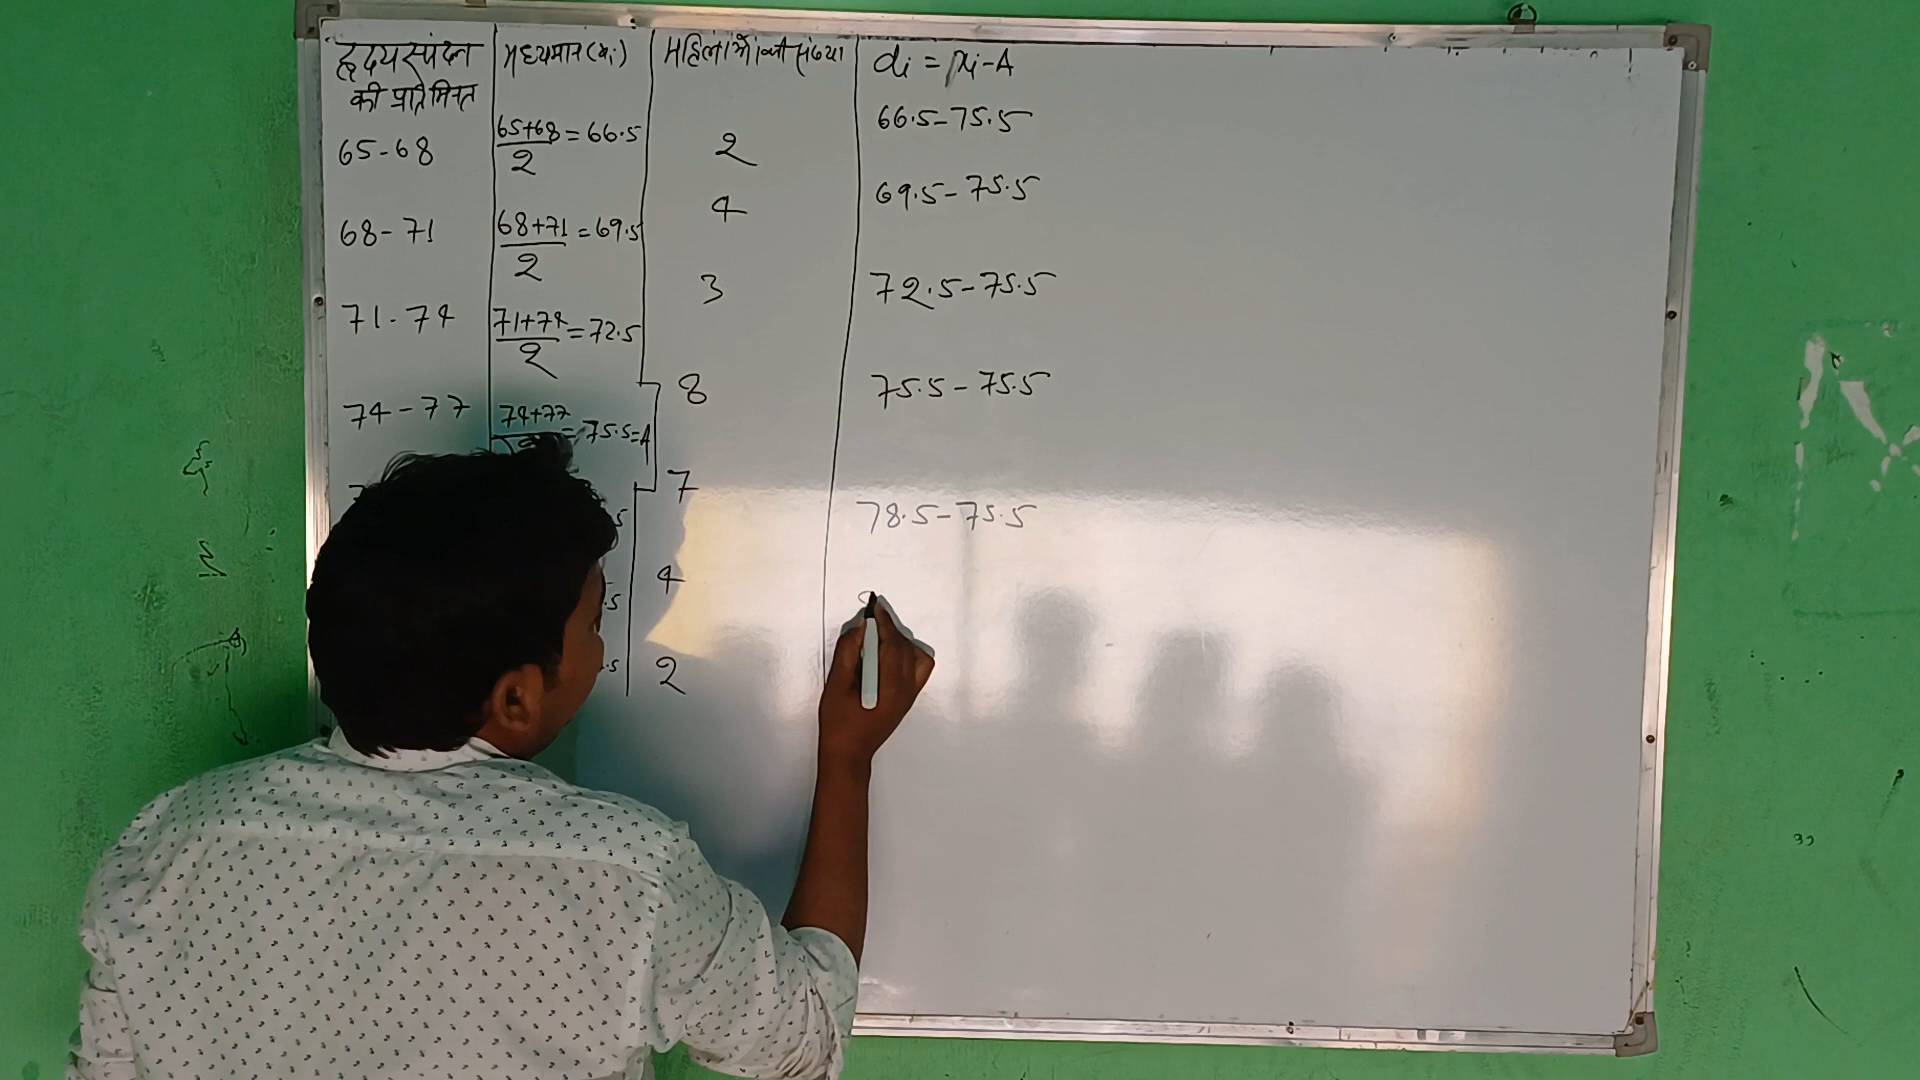 हृदय स्पंदन मध्यमान (xi) महिलाओं की संख्या di = xi - A
की प्रति मिनट
65-68 65+68/2 = 66.5 2 66.5-75.5
68-71 68+71/2 = 69.5 4 69.5-75.5
71-74 71+74/2 = 72.5 3 72.5-75.5
74-77 74+77 = 75.5 = A 8 75.5-75.5
7 78.5-75.5
4
2